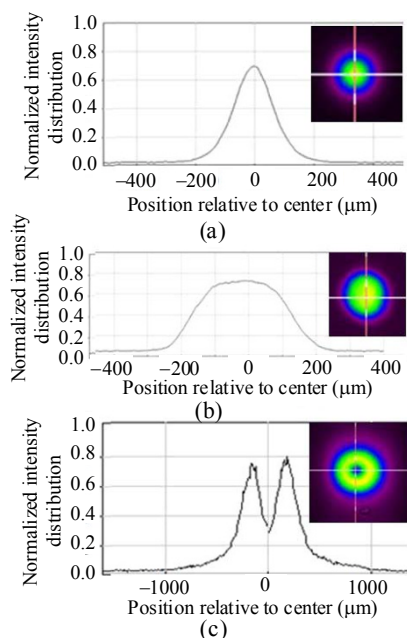 Normalized intensity
distribution
1.0
0.8
0.6
0.4
0.2
0.0
−400 −200 0 200 400
Position relative to center (μm)
(a)
Normalized intensity
distribution
1.0
0.8
0.6
0.4
0.2
0.0
−400 −200 0 200 400
Position relative to center (μm)
(b)
Normalized intensity
distribution
1.0
0.8
0.6
0.4
0.2
0.0
−1000 0 1000
Position relative to center (μm)
(c)